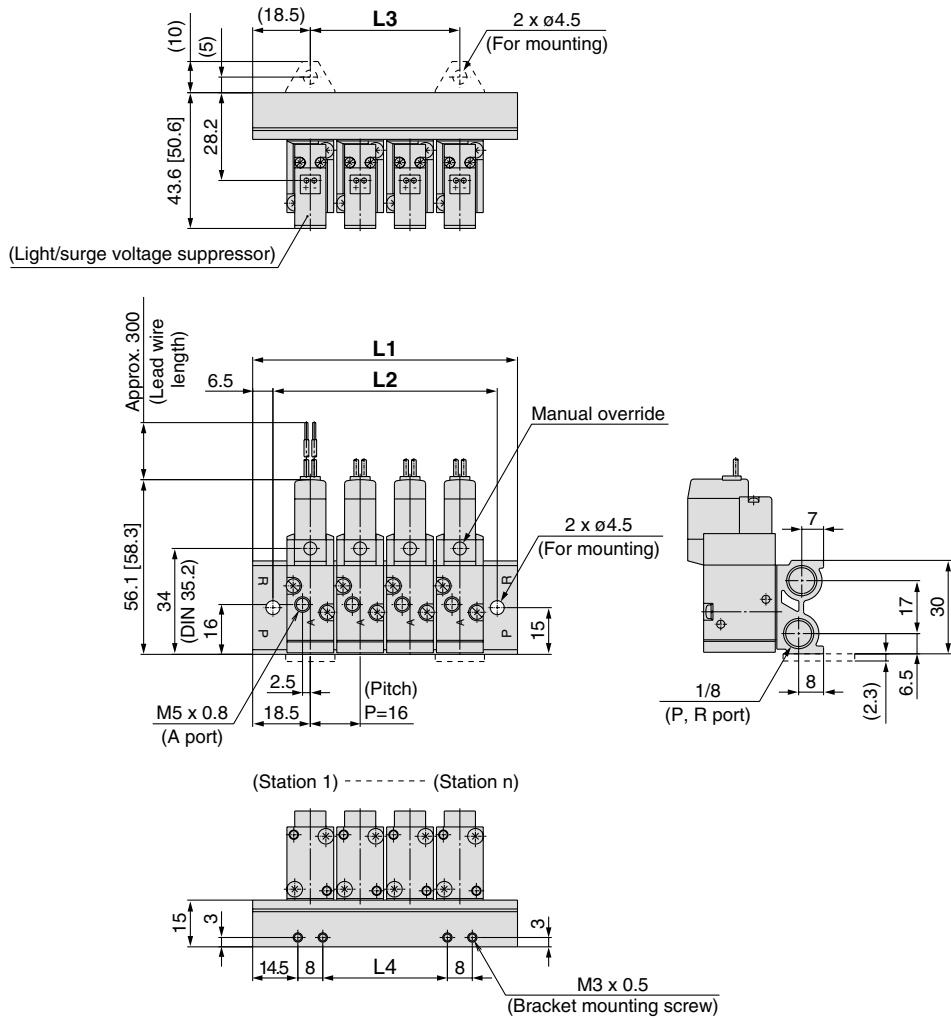 (18.5)
L3
2 x ø4.5
(For mounting)
(10)
(5)
43.6 [50.6]
28.2
+ -
+ -
+ -
+ -
(Light/surge voltage suppressor)
Approx. 300
(Lead wire
length)
L1
6.5
L2
Manual override
2 x ø4.5
(For mounting)
56.1 [58.3]
34
(DIN 35.2)
16
R
P
A
A
A
A
R
P
15
2.5
(Pitch)
M5 x 0.8
(A port)
18.5
P=16
7
17
30
1/8
(P, R port)
8
(2.3)
6.5
(Station 1) - - - - - - - (Station n)
15
3
3
14.5
8
L4
8
M3 x 0.5
(Bracket mounting screw)